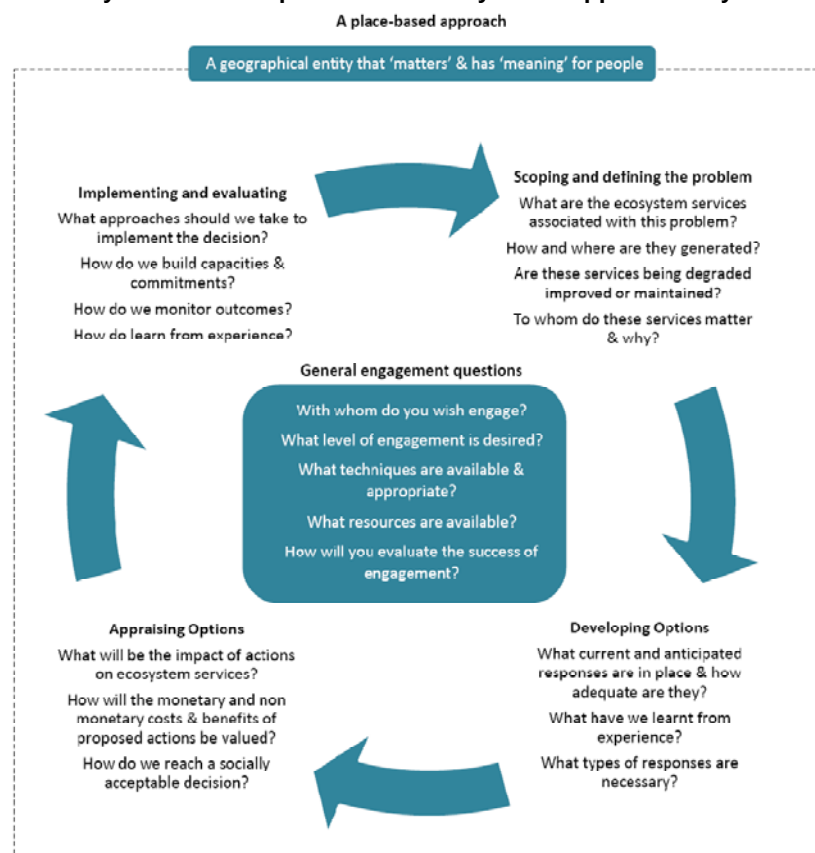 A place-based approach
A geographical entity that 'matters' & has 'meaning' for people
Implementing and evaluating
What approaches should we take to
implement the decision?
How do we build capacities &
commitments?
How do we monitor outcomes?
How do learn from experience?
Scoping and defining the problem
What are the ecosystem services
associated with this problem?
How and where are they generated?
Are these services being degraded
improved or maintained?
To whom do these services matter
& why?
General engagement questions
With whom do you wish engage?
What level of engagement is desired?
What techniques are available &
appropriate?
What resources are available?
How will you evaluate the success of
engagement?
Appraising Options
What will be the impact of actions
on ecosystem services?
How will the monetary and non
monetary costs & benefits of
proposed actions be valued?
How do we reach a socially
acceptable decision?
Developing Options
What current and anticipated
responses are in place & how
adequate are they?
What have we learnt from
experience?
What types of responses are
necessary?